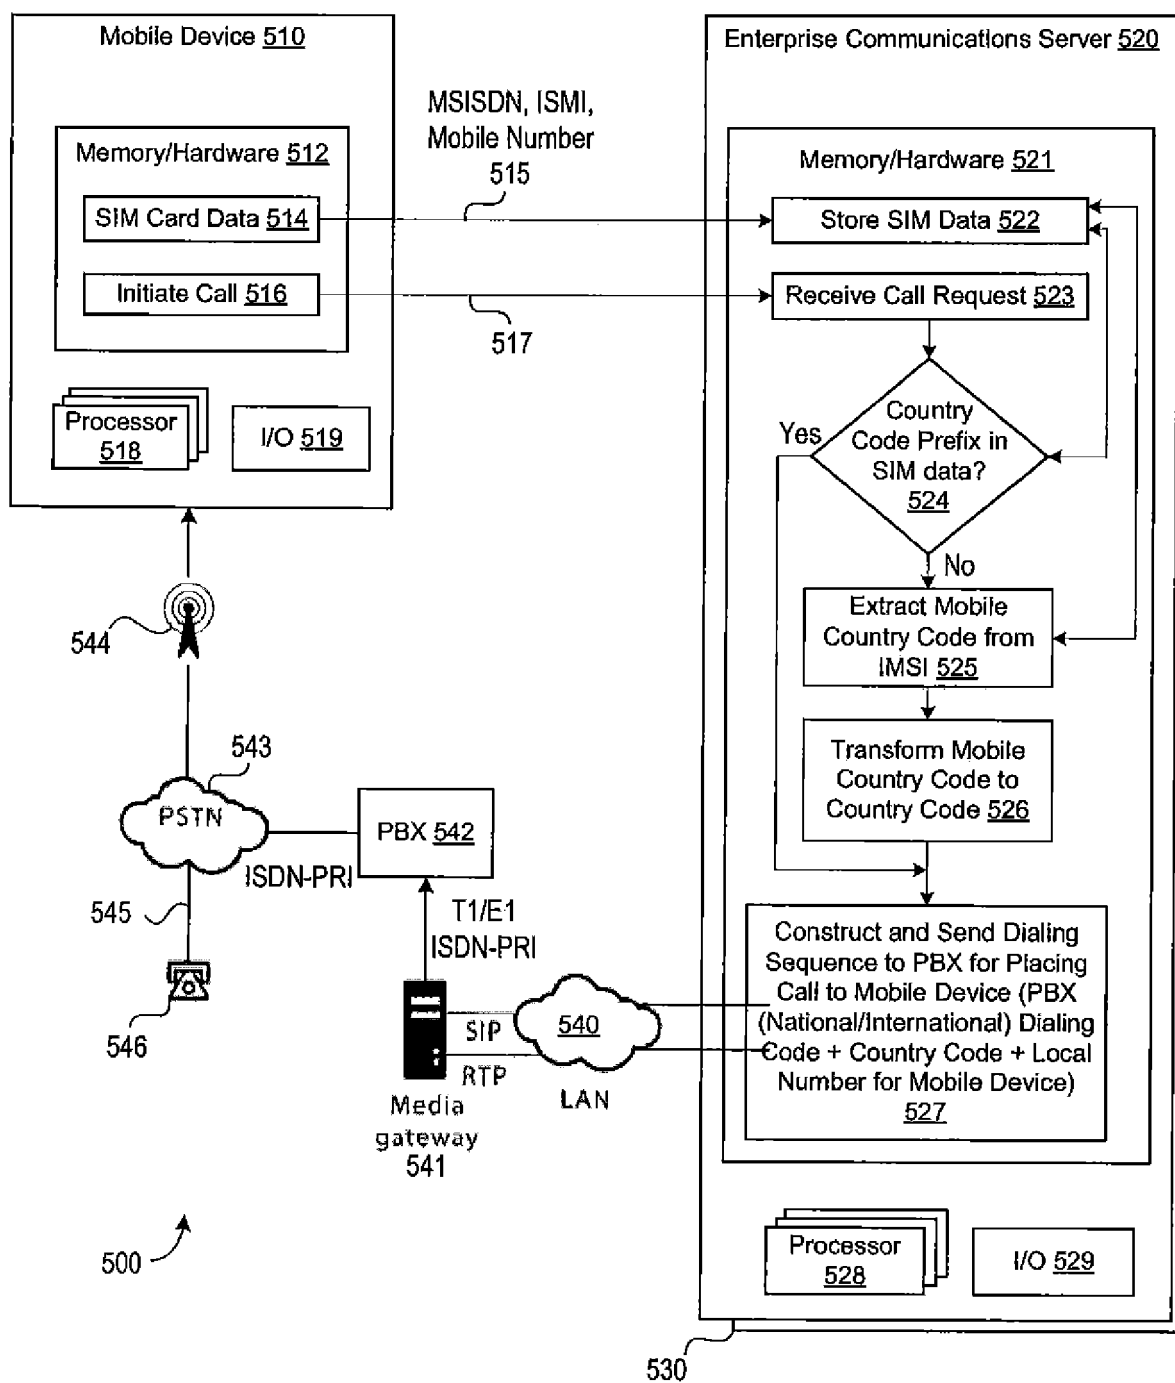 Mobile Device 510
Memory/Hardware 512
SIM Card Data 514
Initiate Call 516
Processor
518
I/O 519
MSISDN, ISMI,
Mobile Number
515
517
Enterprise Communications Server 520
Memory/Hardware 521
Store SIM Data 522
Receive Call Request 523
Country
Code Prefix in
SIM data?
524
Yes
No
Extract Mobile
Country Code from
IMSI 525
Transform Mobile
Country Code to
Country Code 526
Construct and Send Dialing
Sequence to PBX for Placing
Call to Mobile Device (PBX
(National/International) Dialing
Code + Country Code + Local
Number for Mobile Device)
527
Processor
528
I/O 529
530
544
543
PSTN
PBX 542
ISDN-PRI
545
T1/E1
ISDN-PRI
546
SIP
RTP
540
LAN
Media
gateway
541
500